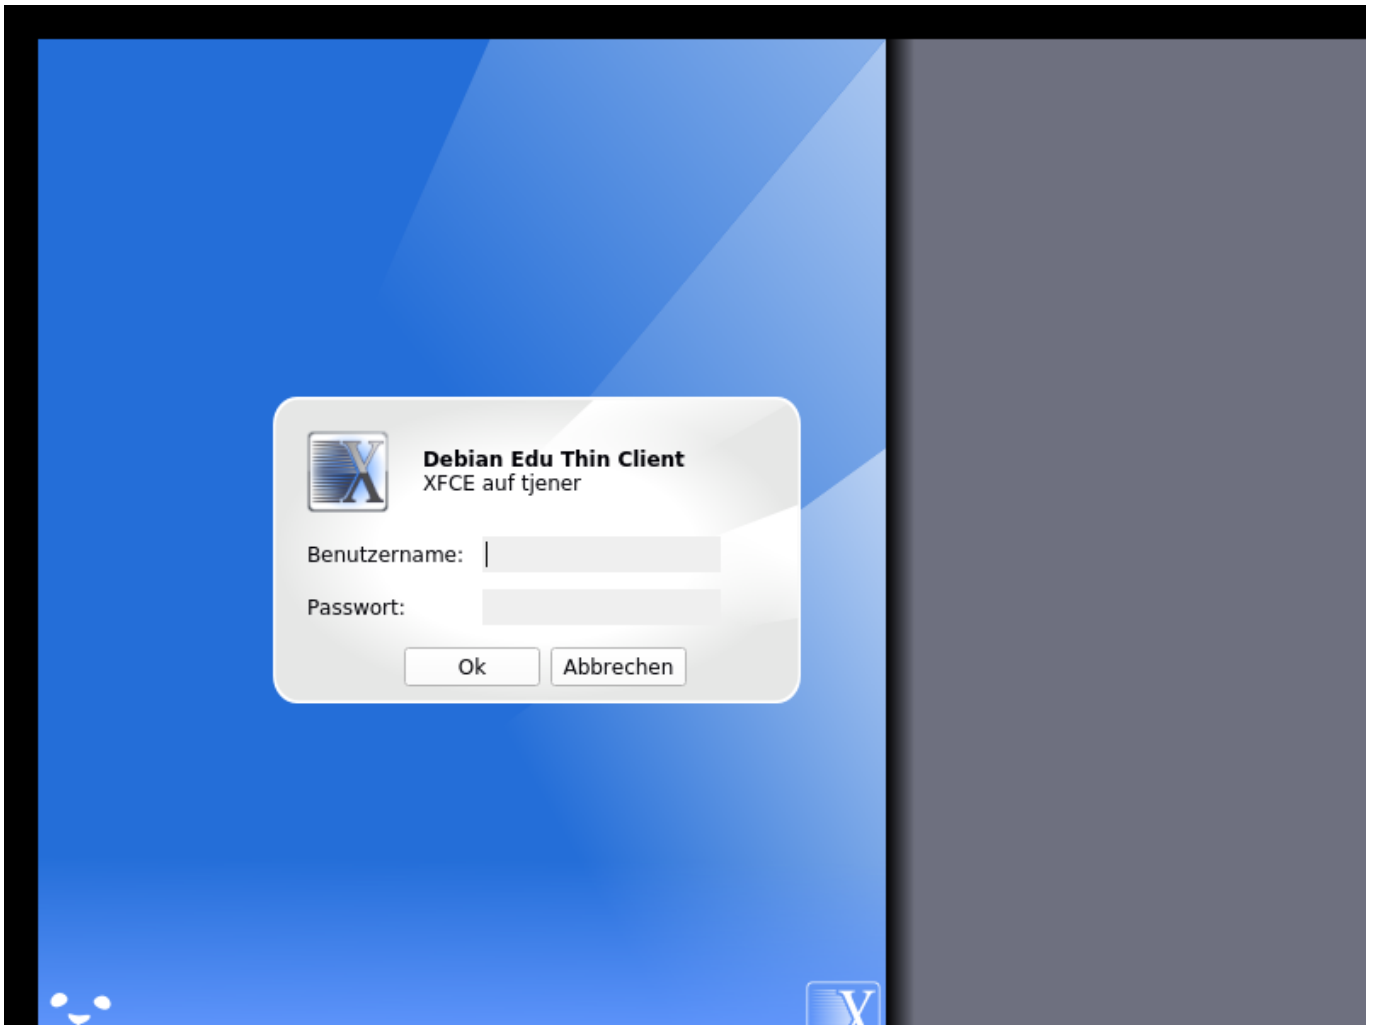 Debian Edu Thin Client
XFCE auf tjener
Benutzername:
Passwort:
Ok
Abbrechen